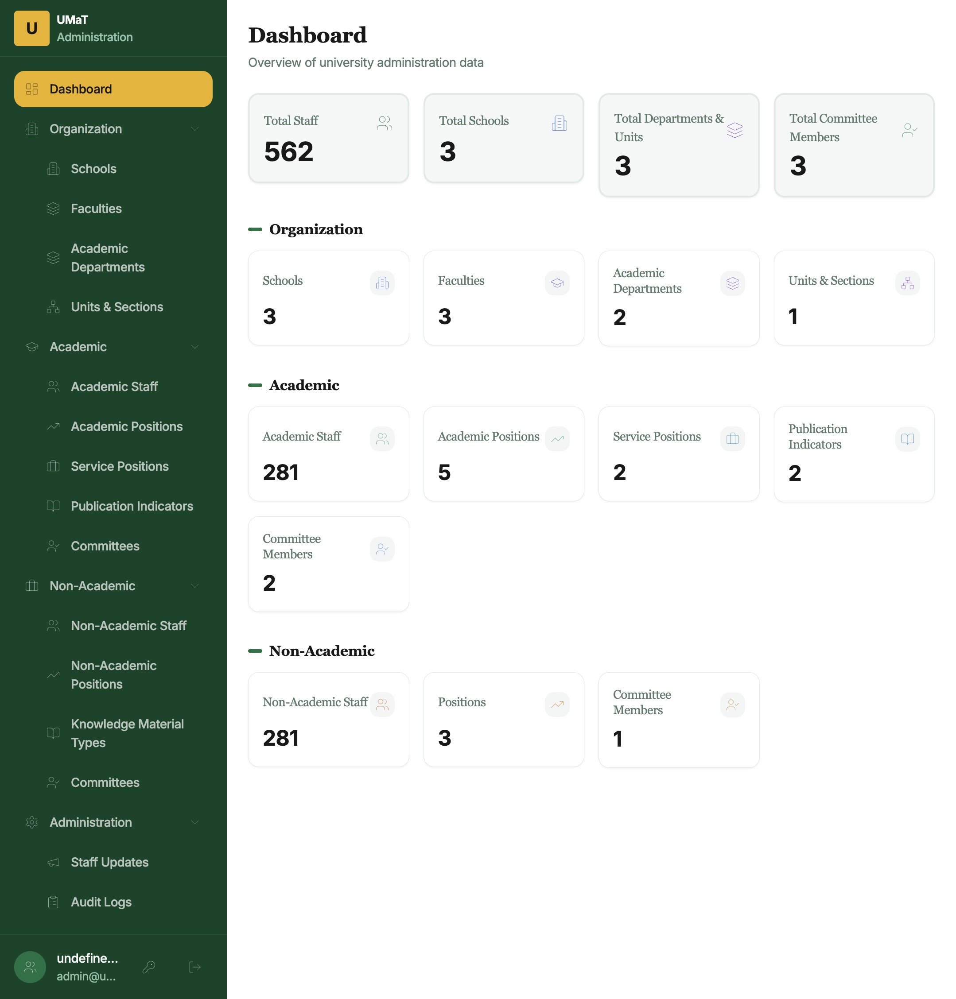 U
UMaT
Administration
Dashboard
Organization
Schools
Faculties
Academic
Departments
Units & Sections
Academic
Academic Staff
Academic Positions
Service Positions
Publication Indicators
Committees
Non-Academic
Non-Academic Staff
Non-Academic
Positions
Knowledge Material
Types
Committees
Administration
Staff Updates
Audit Logs
undefine...
admin@u...
Dashboard
Overview of university administration data
Total Staff
562
Total Schools
3
Total Departments &
Units
3
Total Committee
Members
3
Organization
Schools
3
Faculties
3
Academic
Departments
2
Units & Sections
1
Academic
Academic Staff
281
Academic Positions
5
Service Positions
2
Publication
Indicators
2
Committee
Members
2
Non-Academic
Non-Academic Staff
281
Positions
3
Committee
Members
1